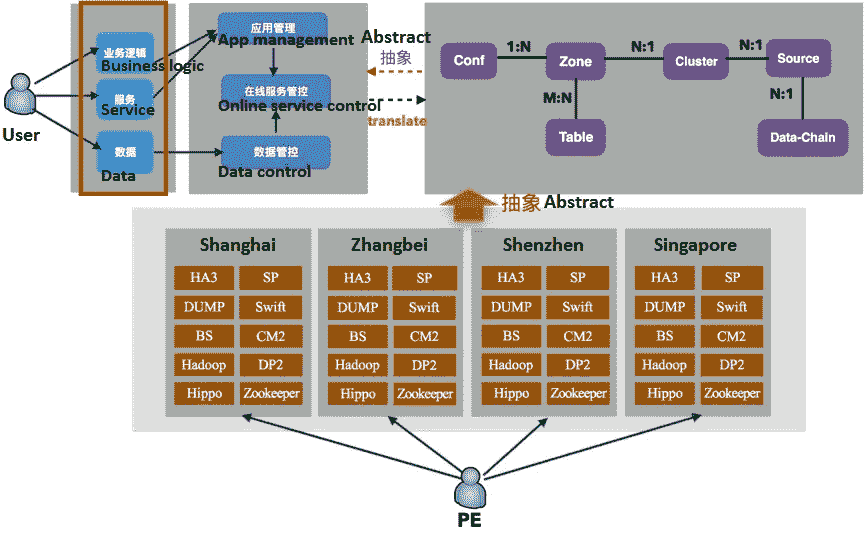 User
业务逻辑
Business logic
服务
Service
数据
Data
应用管理
App management
在线服务管控
Online service control
数据管控
Data control
Abstract
抽象
translate
Conf
1:N
Zone
N:1
Cluster
N:1
Source
M:N
N:1
Table
Data-Chain
抽象 Abstract
Shanghai
HA3 SP
DUMP Swift
BS CM2
Hadoop DP2
Hippo Zookeeper
Zhangbei
HA3 SP
DUMP Swift
BS CM2
Hadoop DP2
Hippo Zookeeper
Shenzhen
HA3 SP
DUMP Swift
BS CM2
Hadoop DP2
Hippo Zookeeper
Singapore
HA3 SP
DUMP Swift
BS CM2
Hadoop DP2
Hippo Zookeeper
PE